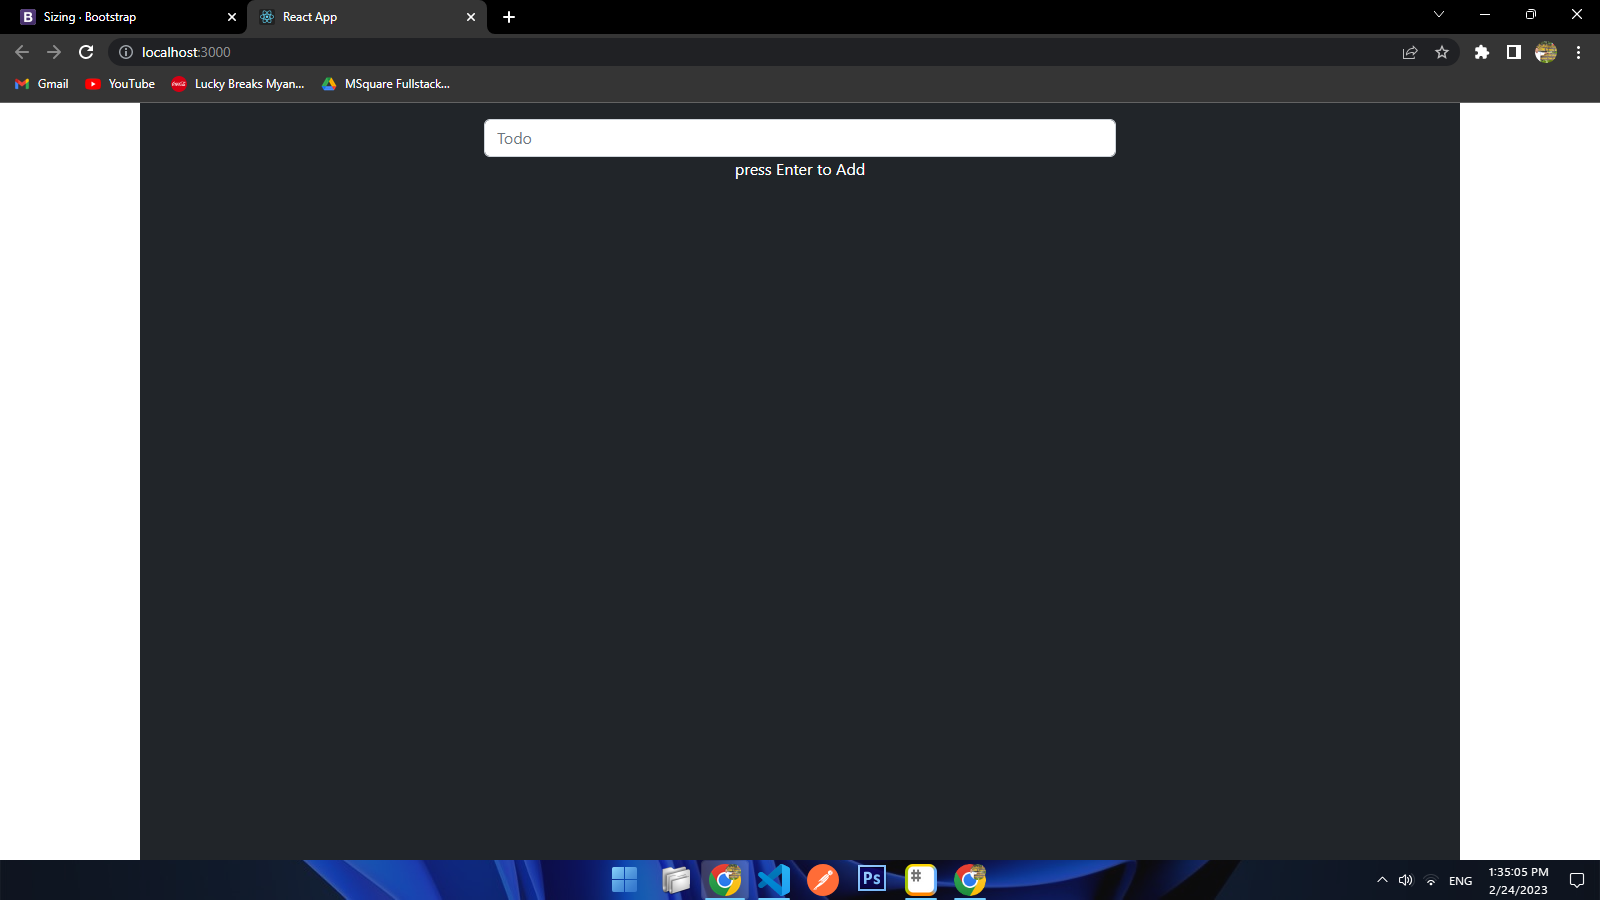 Sizing · Bootstrap
React App
localhost:3000
Gmail
YouTube
Lucky Breaks Myan...
MSquare Fullstack...
Todo
press Enter to Add
Ps
#
ENG
1:35:05 PM
2/24/2023